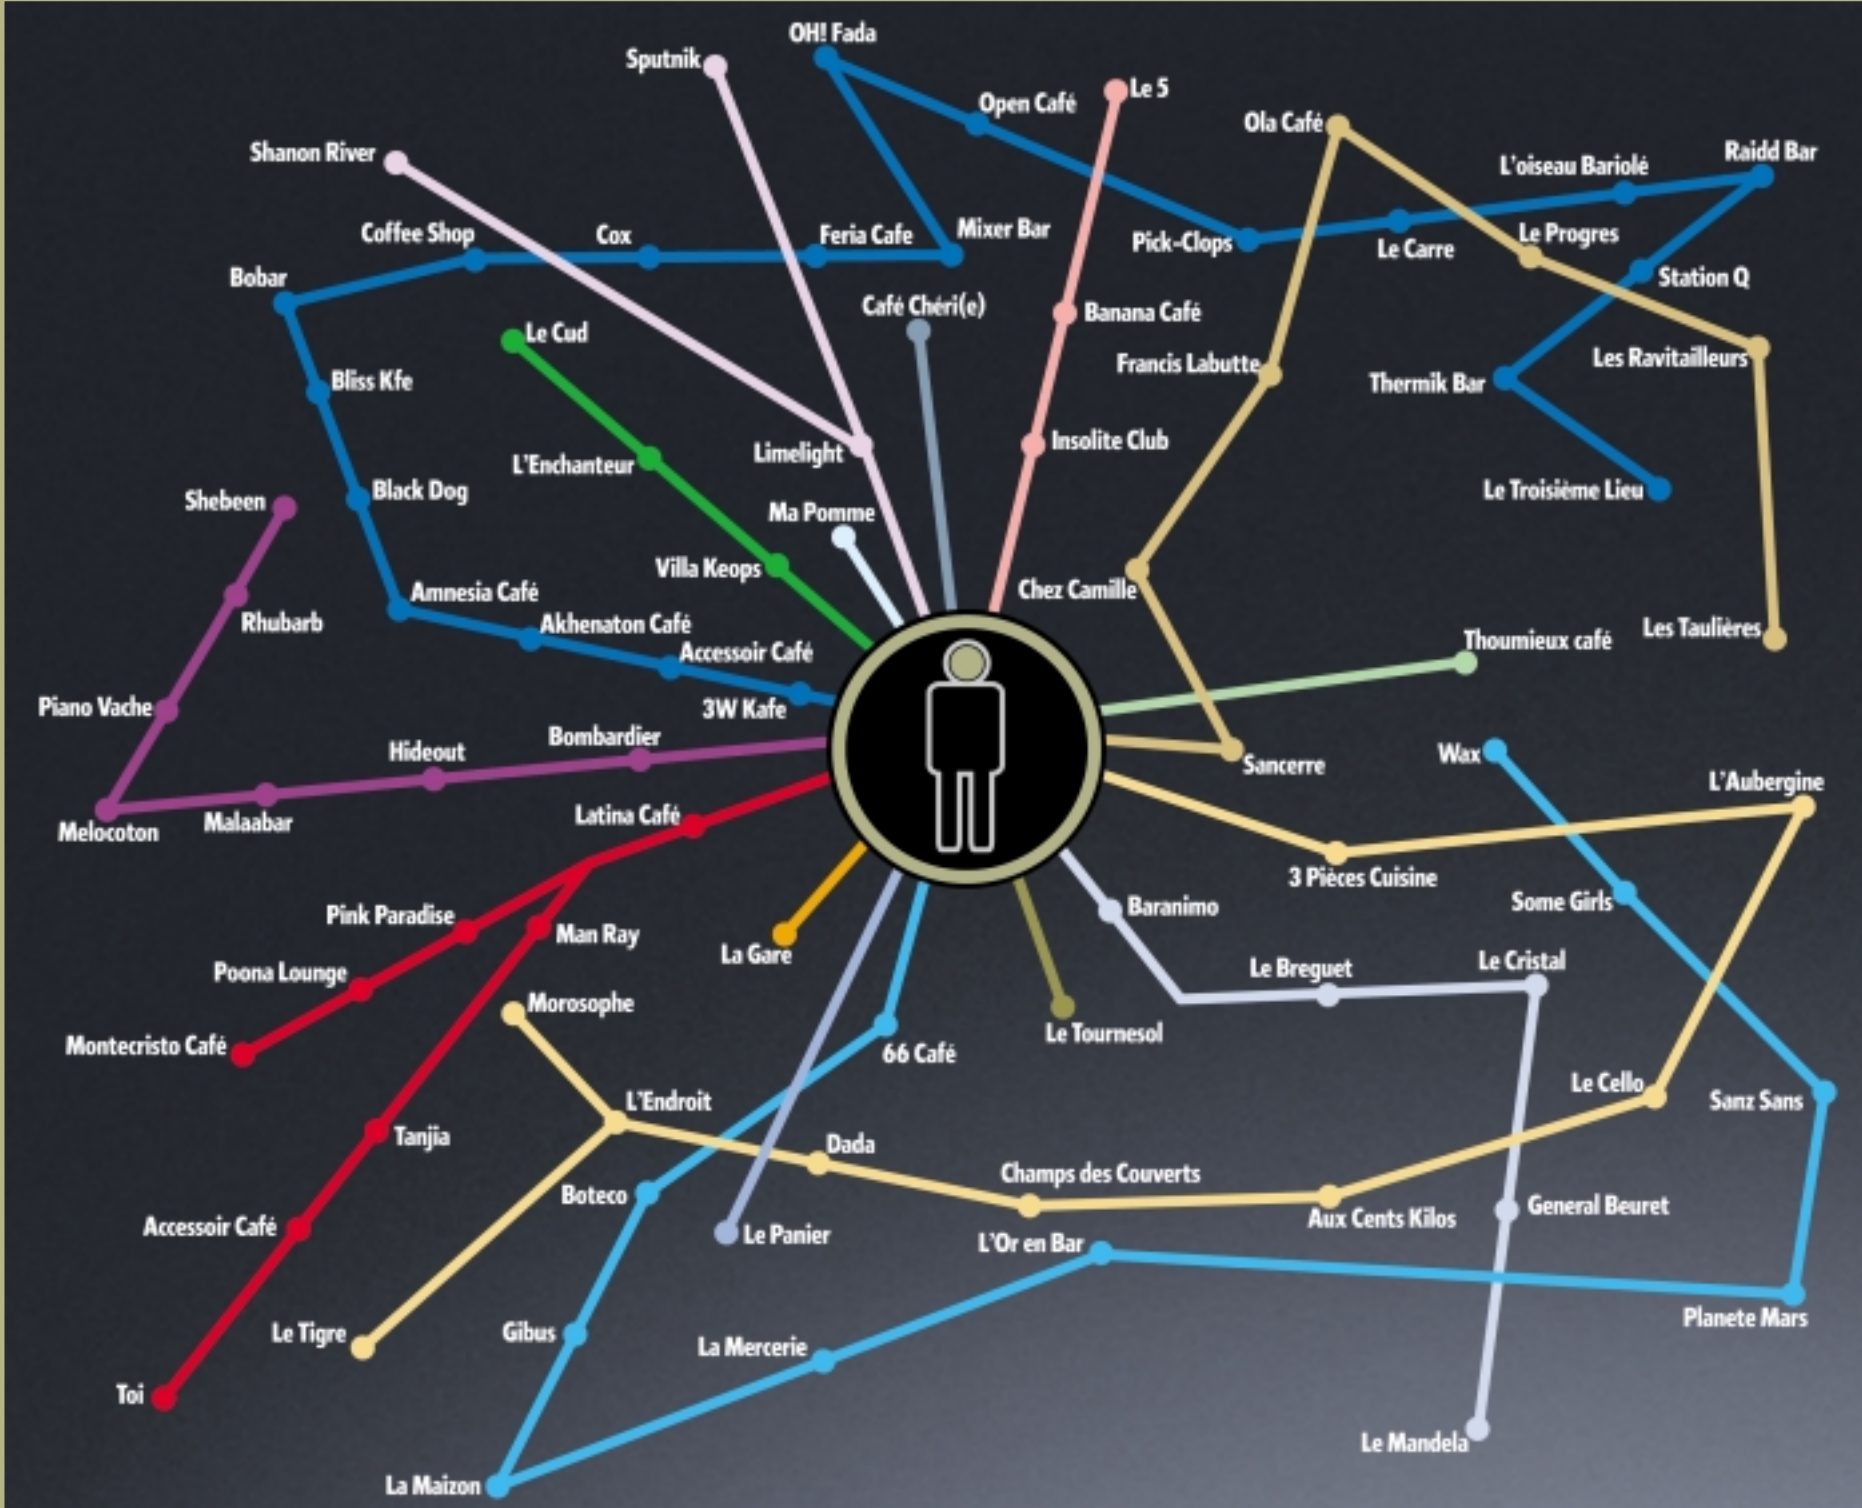 OH! Fada
Sputnik
Le 5
Open Café
Ola Café
Shanon River
L'oiseau Bariolé
Raidd Bar
Coffee Shop
Cox
Feria Cafe
Mixer Bar
Pick-Clops
Le Carre
Le Progres
Bobar
Station Q
Café Chéri(e)
Banana Café
Le Cud
Francis Labutte
Les Ravitailleurs
Bliss Kfe
Thermik Bar
Limelight
Insolite Club
L'Enchanteur
Black Dog
Le Troisième Lieu
Shebeen
Ma Pomme
Villa Keops
Chez Camille
Amnesia Café
Rhubarb
Akhenaton Café
Les Taulières
Thoumieux café
Accessoir Café
Piano Vache
3W Kafe
Bombardier
Hideout
Wax
Sancerre
L'Aubergine
Melocoton
Malaabar
Latina Café
3 Pièces Cuisine
Some Girls
Baranimo
Pink Paradise
Man Ray
La Gare
Le Breguet
Le Cristal
Poona Lounge
Morosophe
Le Tournesol
Montecristo Café
66 Café
Le Cello
Sanz Sans
L'Endroit
Tanjia
Dada
Champs des Couverts
Boteco
General Beuret
Aux Cents Kilos
Accessoir Café
Le Panier
L'Or en Bar
Planete Mars
Le Tigre
Gibus
La Mercerie
Toi
Le Mandela
La Maizon